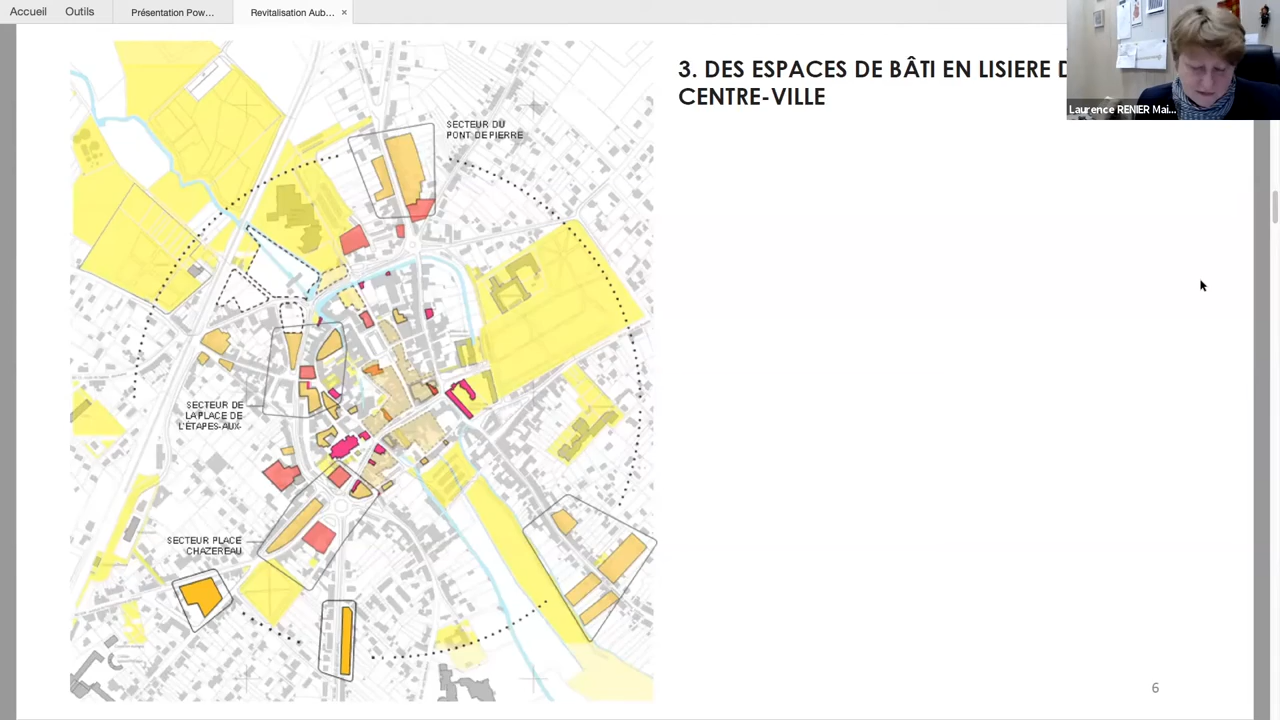 Accueil
Outils
Présentation Pow...
Revitalisation Aub... ×
3. DES ESPACES DE BÂTI EN LISIERE D
CENTRE-VILLE
Laurence RENIER Mai...
SECTEUR DU
PONT DE PIERRE
SECTEUR DE
LA PLACE DE
L'ÉTAPES-AUX-
SECTEUR PLACE
CHAZEREAU
6